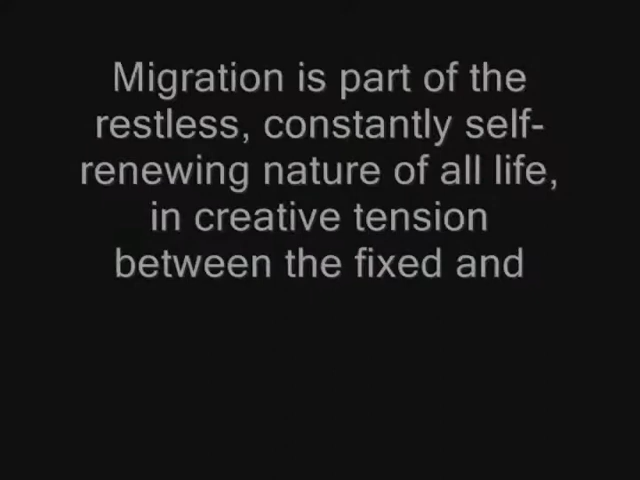 Migration is part of the
restless, constantly self-
renewing nature of all life,
in creative tension
between the fixed and